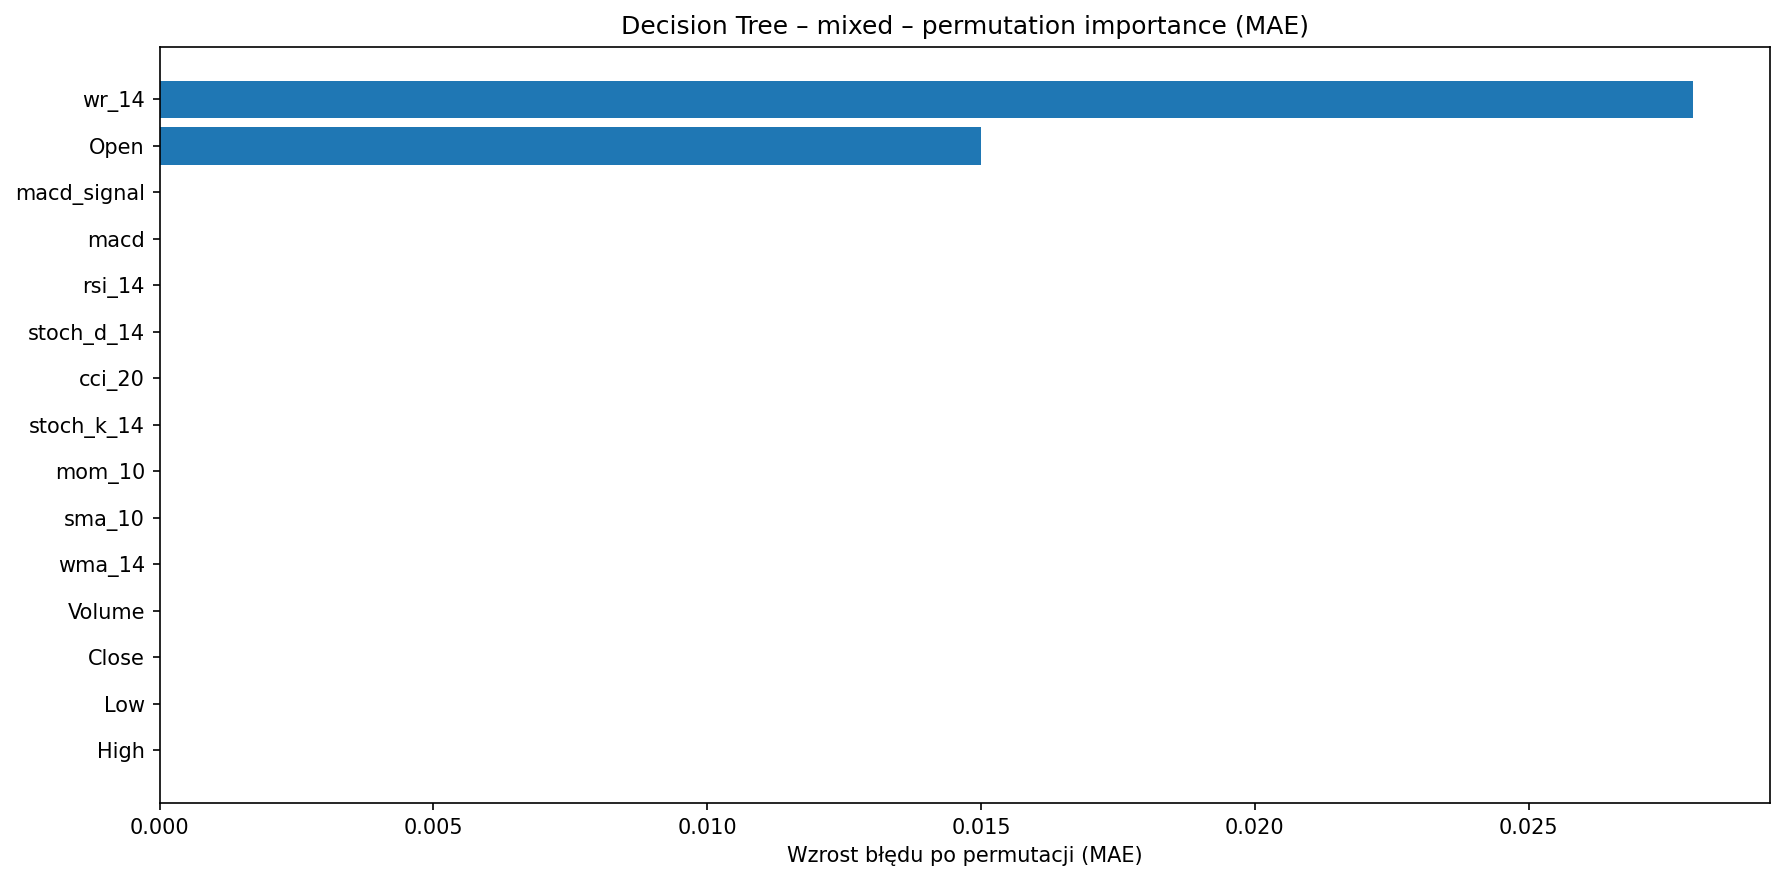 Decision Tree – mixed – permutation importance (MAE)
wr_14
Open
macd_signal
macd
rsi_14
stoch_d_14
cci_20
stoch_k_14
mom_10
sma_10
wma_14
Volume
Close
Low
High
0.000 0.005 0.010 0.015 0.020 0.025
Wzrost błędu po permutacji (MAE)